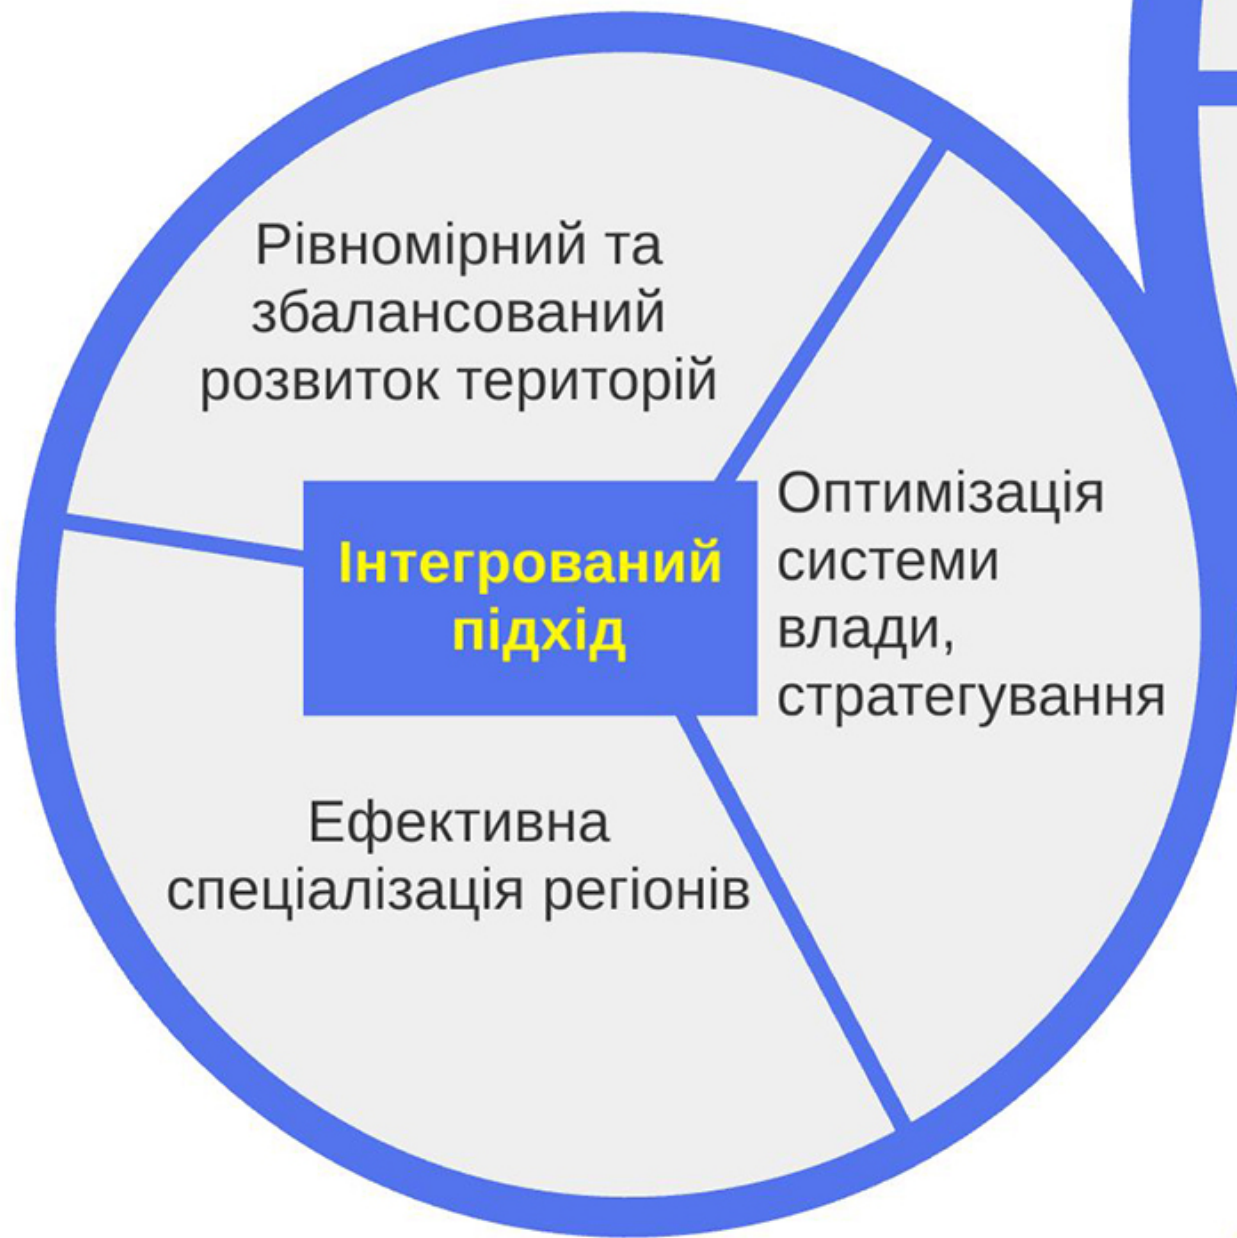 Рівномірний та
збалансований
розвиток територій
Інтегрований
підхід
Оптимізація
системи
влади,
стратегування
Ефективна
спеціалізація регіонів